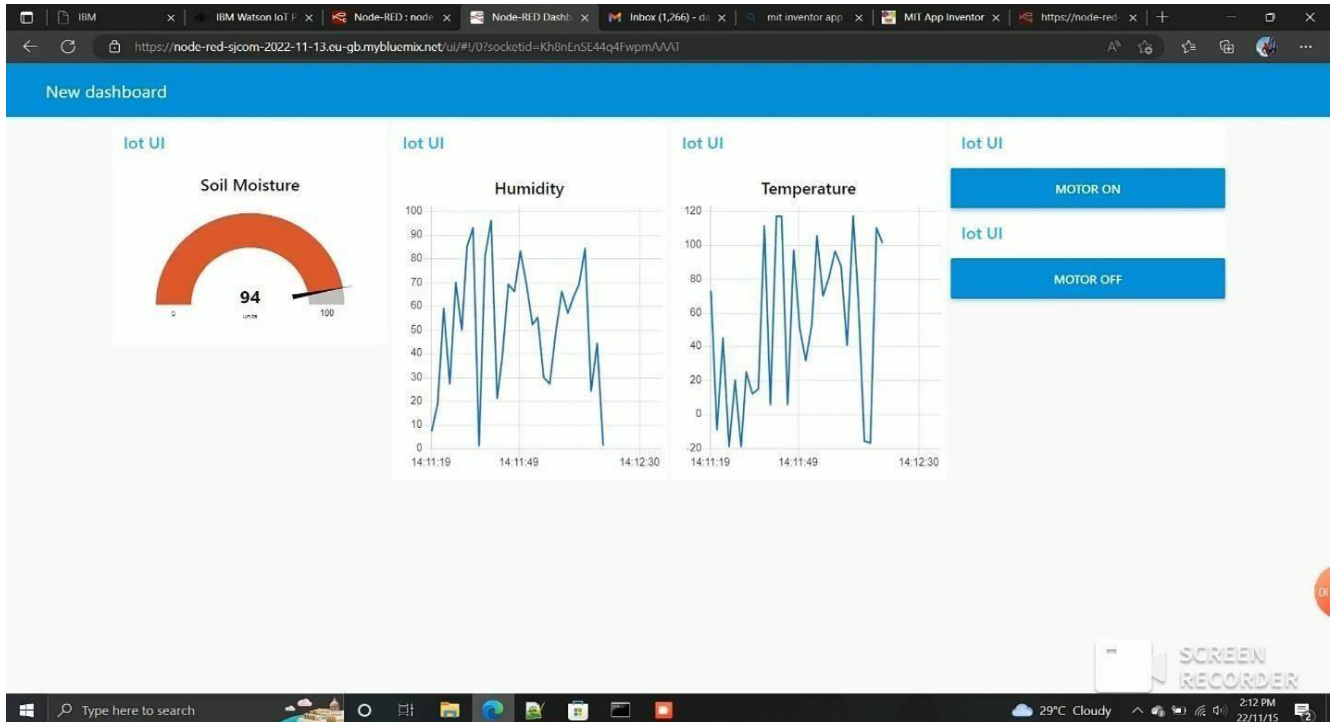 IBM
IBM Watson IoT P
Node-RED : node
Node-RED Dashb
Inbox (1,266) - da
mit inventor app
MIT App Inventor
https://node-red-
https://node-red-sjcom-2022-11-13.eu-gb.mybluemix.net/ui/#!/0?socketid=Kh8nEnSE44q4FwpmAAAT
New dashboard
Iot UI
Soil Moisture
94
units
0
100
Iot UI
Humidity
100
90
80
70
60
50
40
30
20
10
0
14:11:19
14:11:49
14:12:30
Iot UI
Temperature
120
100
80
60
40
20
0
-20
14:11:19
14:11:49
14:12:30
Iot UI
MOTOR ON
Iot UI
MOTOR OFF
SCREEN
RECORDER
Type here to search
29°C Cloudy
2:12 PM
22/11/15